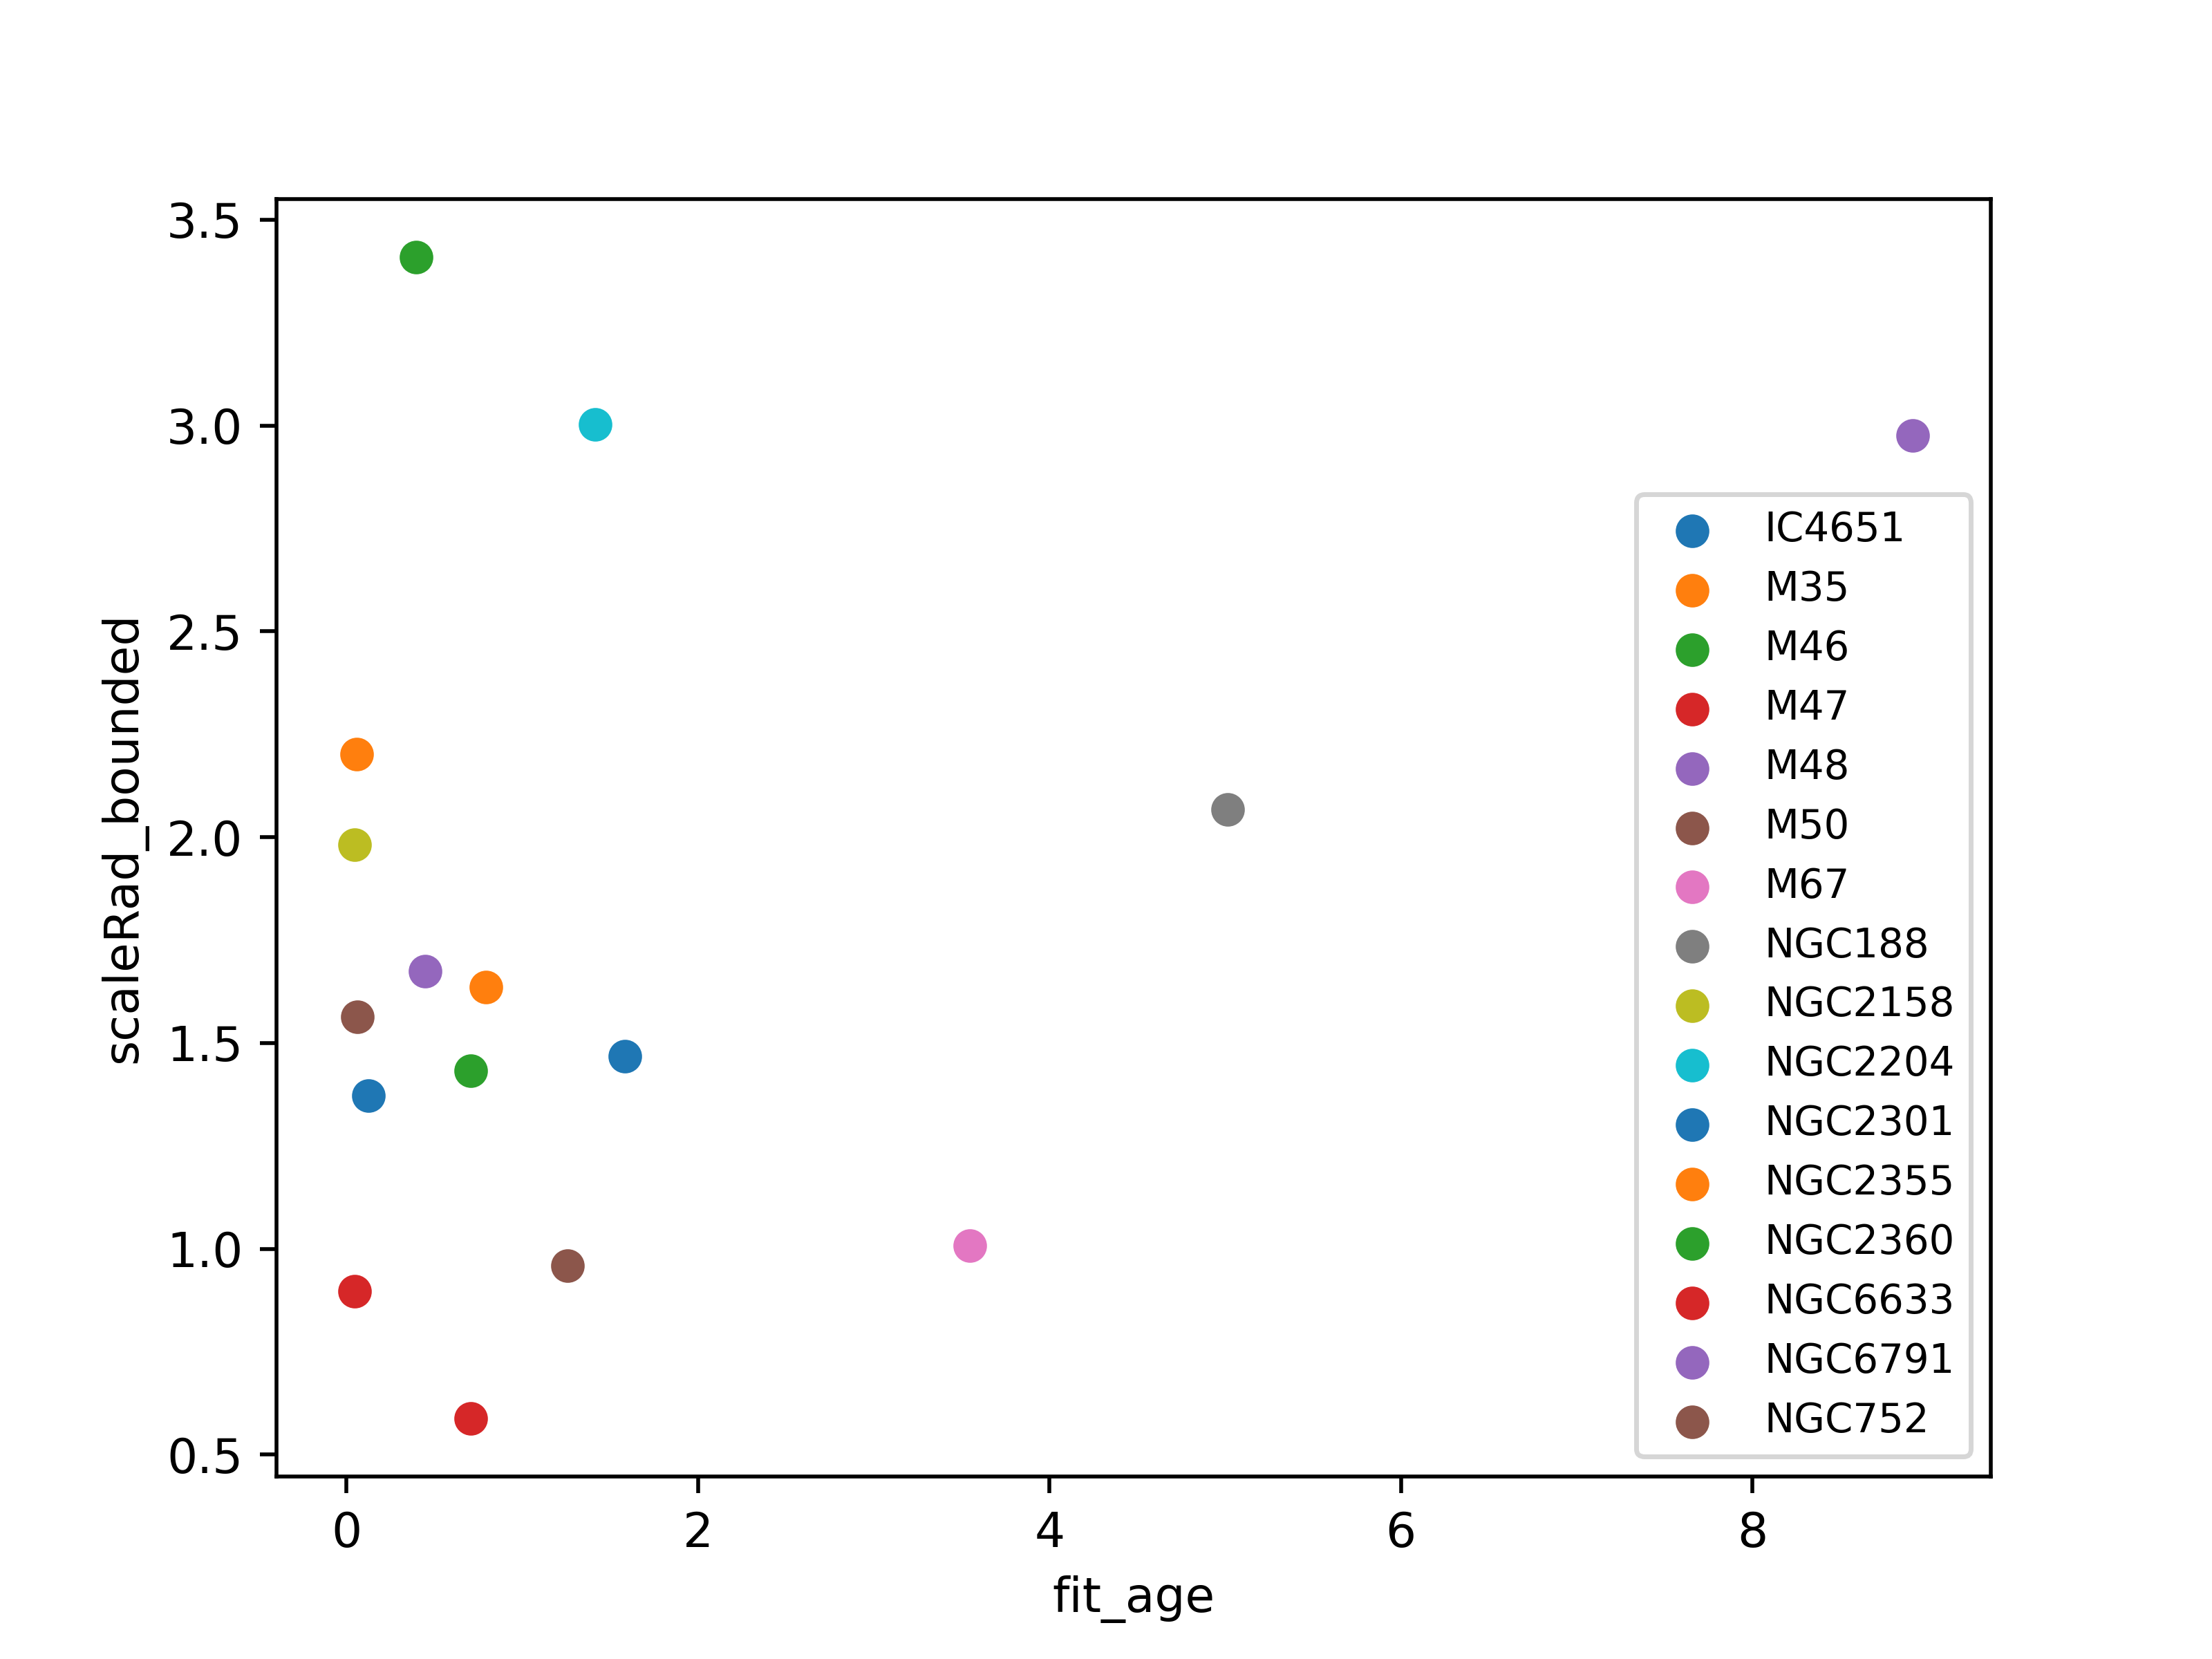 3.5
3.0
2.5
2.0
1.5
1.0
0.5
scaleRad_bounded
0 2 4 6 8
fit_age
IC4651
M35
M46
M47
M48
M50
M67
NGC188
NGC2158
NGC2204
NGC2301
NGC2355
NGC2360
NGC6633
NGC6791
NGC752